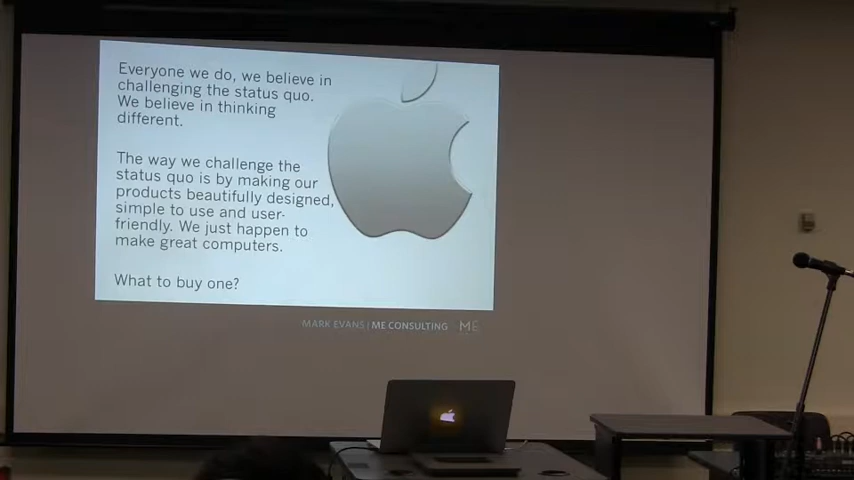 Everyone we do, we believe in
challenging the status quo.
We believe in thinking
different.
The way we challenge the
status quo is by making our
products beautifully designed,
simple to use and user-
friendly. We just happen to
make great computers.
What to buy one?
MARK EVANS | ME CONSULTING ME